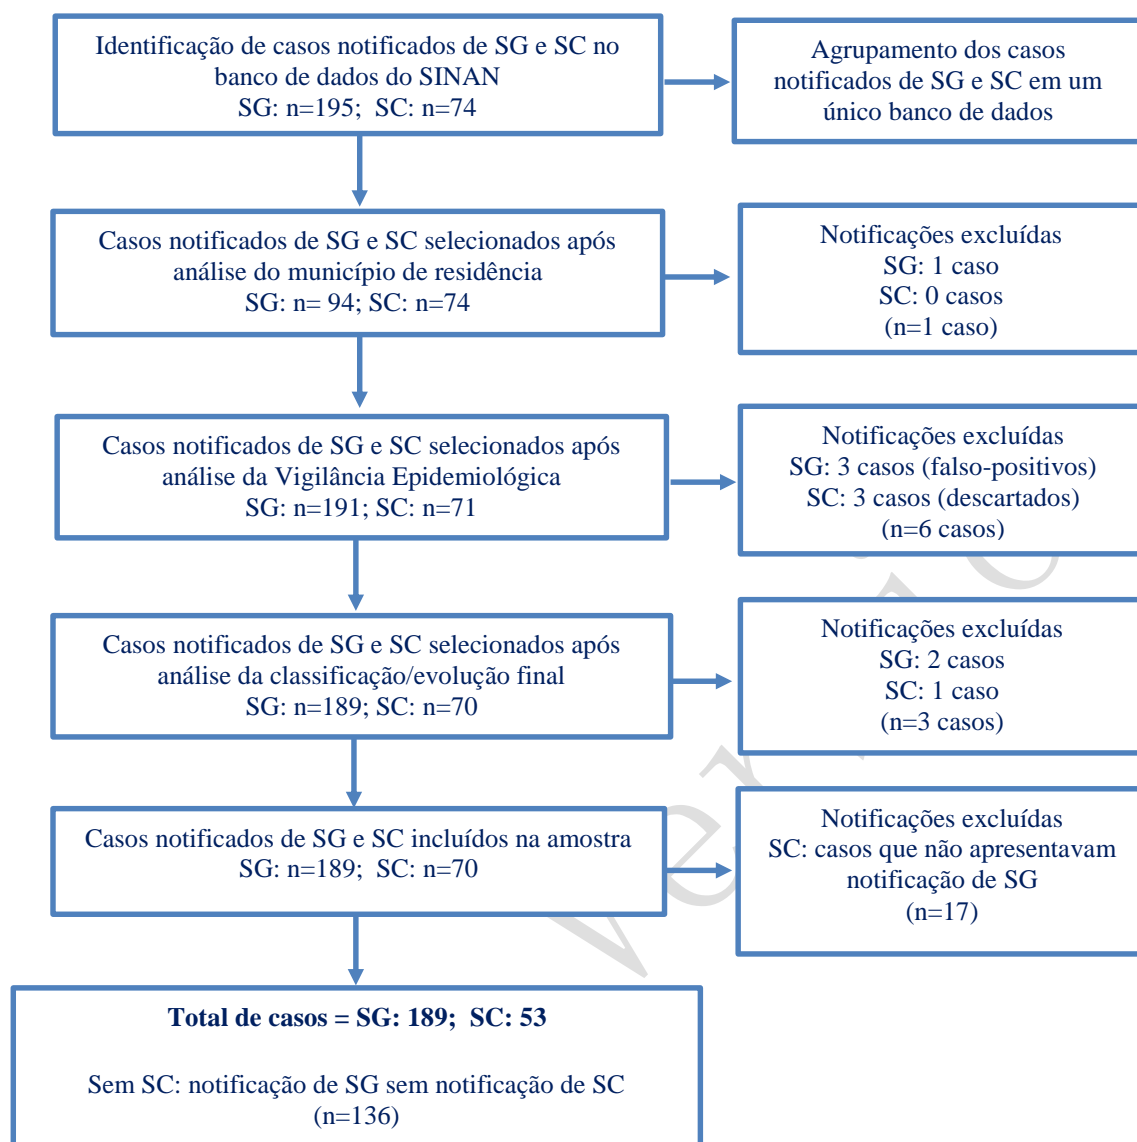 Identificação de casos notificados de SG e SC no
banco de dados do SINAN
SG: n=195; SC: n=74
Agrupamento dos casos
notificados de SG e SC em um
único banco de dados
Casos notificados de SG e SC selecionados após
análise do município de residência
SG: n= 94; SC: n=74
Notificações excluídas
SG: 1 caso
SC: 0 casos
(n=1 caso)
Casos notificados de SG e SC selecionados após
análise da Vigilância Epidemiológica
SG: n=191; SC: n=71
Notificações excluídas
SG: 3 casos (falso-positivos)
SC: 3 casos (descartados)
(n=6 casos)
Casos notificados de SG e SC selecionados após
análise da classificação/evolução final
SG: n=189; SC: n=70
Notificações excluídas
SG: 2 casos
SC: 1 caso
(n=3 casos)
Casos notificados de SG e SC incluídos na amostra
SG: n=189; SC: n=70
Notificações excluídas
SC: casos que não apresentavam
notificação de SG
(n=17)
Total de casos = SG: 189; SC: 53
Sem SC: notificação de SG sem notificação de SC
(n=136)